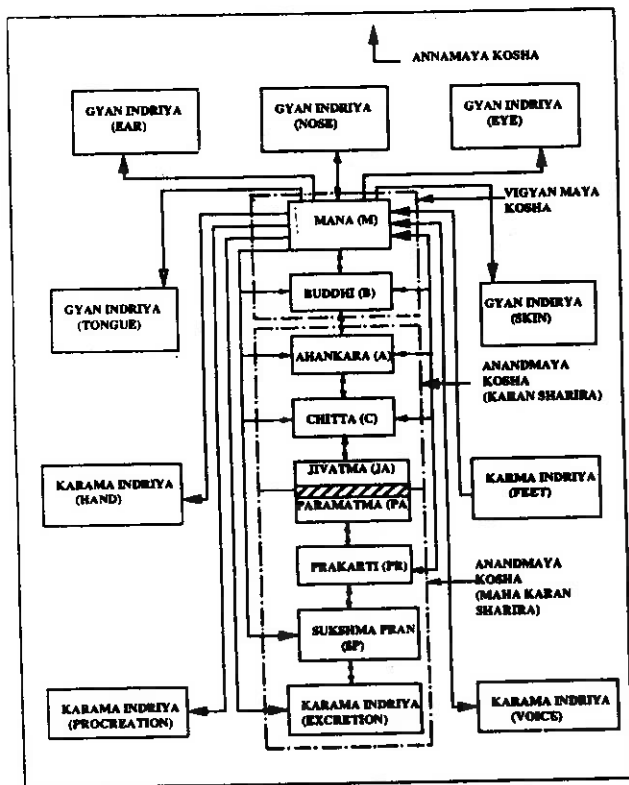 ANNAMAYA KOSHA
GYAN INDRIYA
(EAR)
GYAN INDRIYA
(NOSE)
GYAN INDRIYA
(EYE)
VIGYAN MAYA
KOSHA
MANA (M)
BUDDHI (B)
GYAN INDRIYA
(TONGUE)
GYAN INDIRYA
(SKIN)
AHANKARA (A)
ANANDMAYA
KOSHA
(KARAN SHARIRA)
CHITTA (C)
JIVATMA (JA)
PARAMATMA (PA)
KARAMA INDRIYA
(HAND)
KARMA INDRIYA
(FEET)
PRAKARTI (PR)
ANANDMAYA
KOSHA
(MAHA KARAN
SHARIRA)
SUKSHMA PRAN
(SP)
KARAMA INDRIYA
(PROCREATION)
KARAMA INDRIYA
(EXCRETION)
KARAMA INDRIYA
(VOICE)